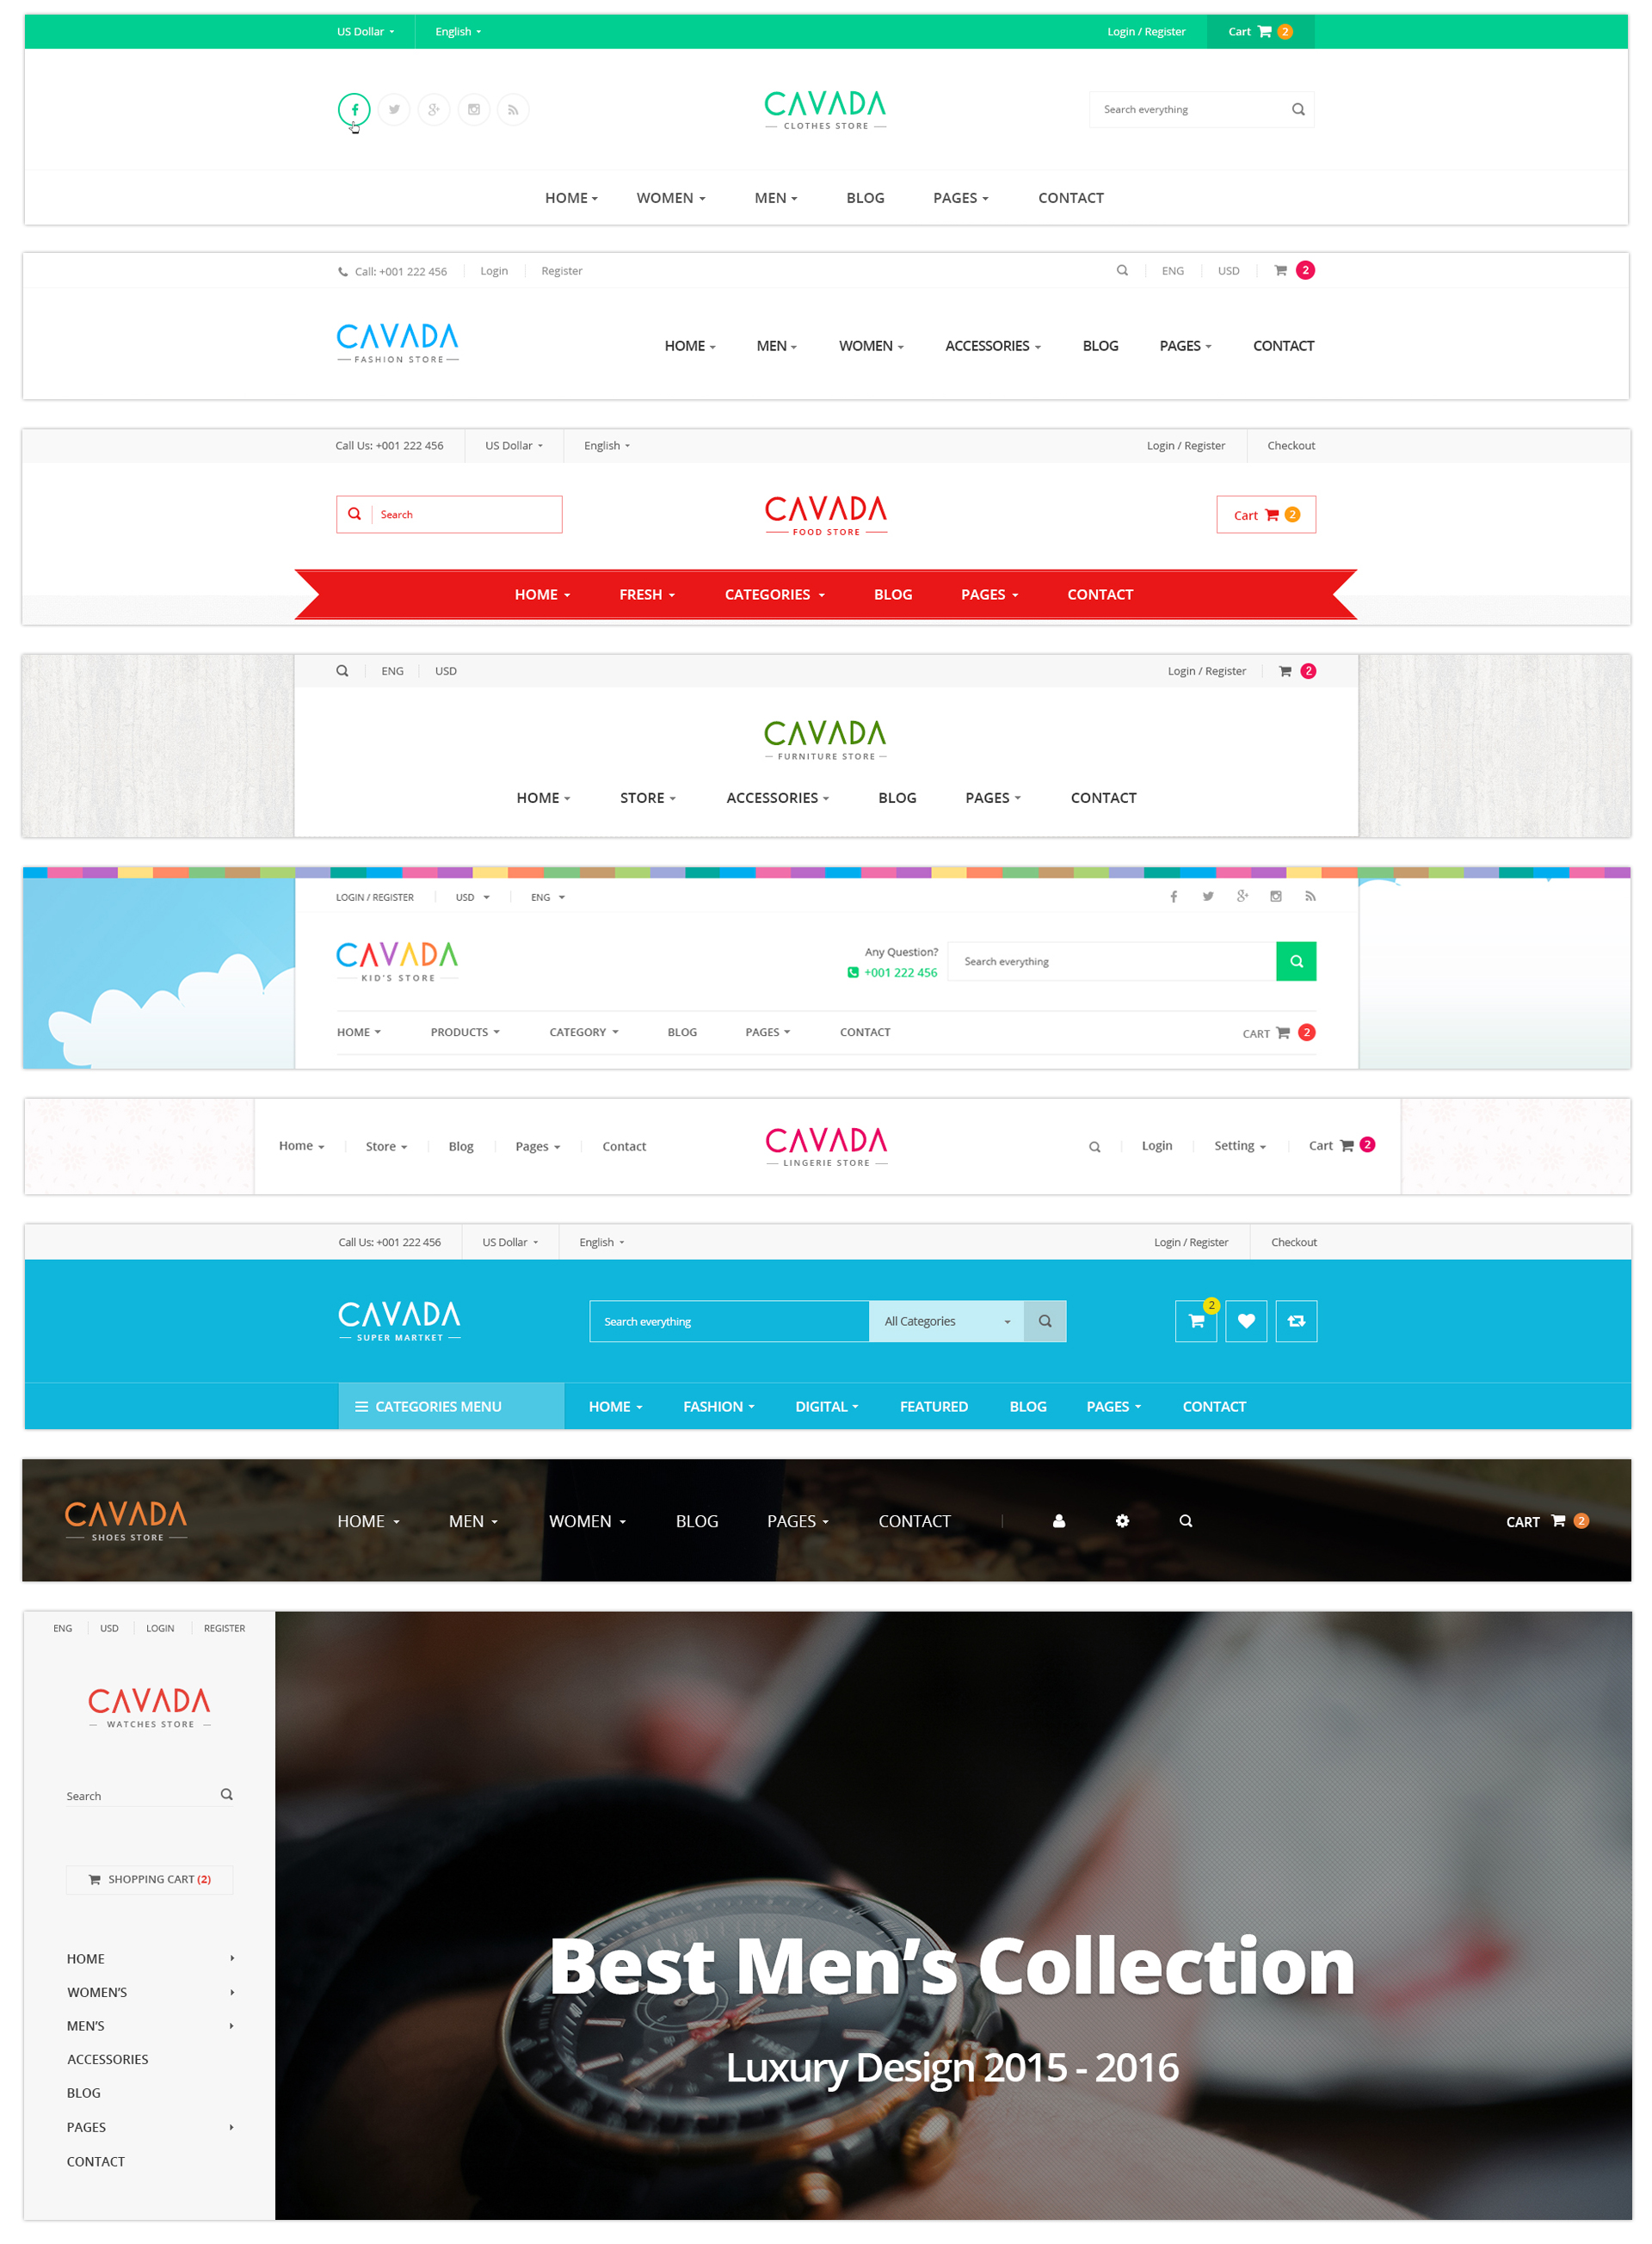 US Dollar English Login / Register Cart 2
CAVADA
CLOTHES STORE
Search everything
HOME WOMEN MEN BLOG PAGES CONTACT
Call: +001 222 456 Login Register ENG USD 2
CAVADA
FASHION STORE
HOME MEN WOMEN ACCESSORIES BLOG PAGES CONTACT
Call Us: +001 222 456 US Dollar English Login / Register Checkout
Search
CAVADA
FOOD STORE
Cart 2
HOME FRESH CATEGORIES BLOG PAGES CONTACT
ENG USD Login / Register 2
CAVADA
FURNITURE STORE
HOME STORE ACCESSORIES BLOG PAGES CONTACT
LOGIN / REGISTER USD ENG
CAVADA
KID'S STORE
Any Question?
+001 222 456
Search everything
HOME PRODUCTS CATEGORY BLOG PAGES CONTACT CART 2
Home Store Blog Pages Contact
CAVADA
LINGERIE STORE
Login Setting Cart 2
Call Us: +001 222 456 US Dollar English Login / Register Checkout
CAVADA
SUPER MARTKET
Search everything All Categories 2
CATEGORIES MENU HOME FASHION DIGITAL FEATURED BLOG PAGES CONTACT
CAVADA
SHOES STORE
HOME MEN WOMEN BLOG PAGES CONTACT CART 2
ENG USD LOGIN REGISTER
CAVADA
WATCHES STORE
Search
SHOPPING CART (2)
HOME
WOMEN'S
MEN'S
ACCESSORIES
BLOG
PAGES
CONTACT
Best Men's Collection
Luxury Design 2015 - 2016